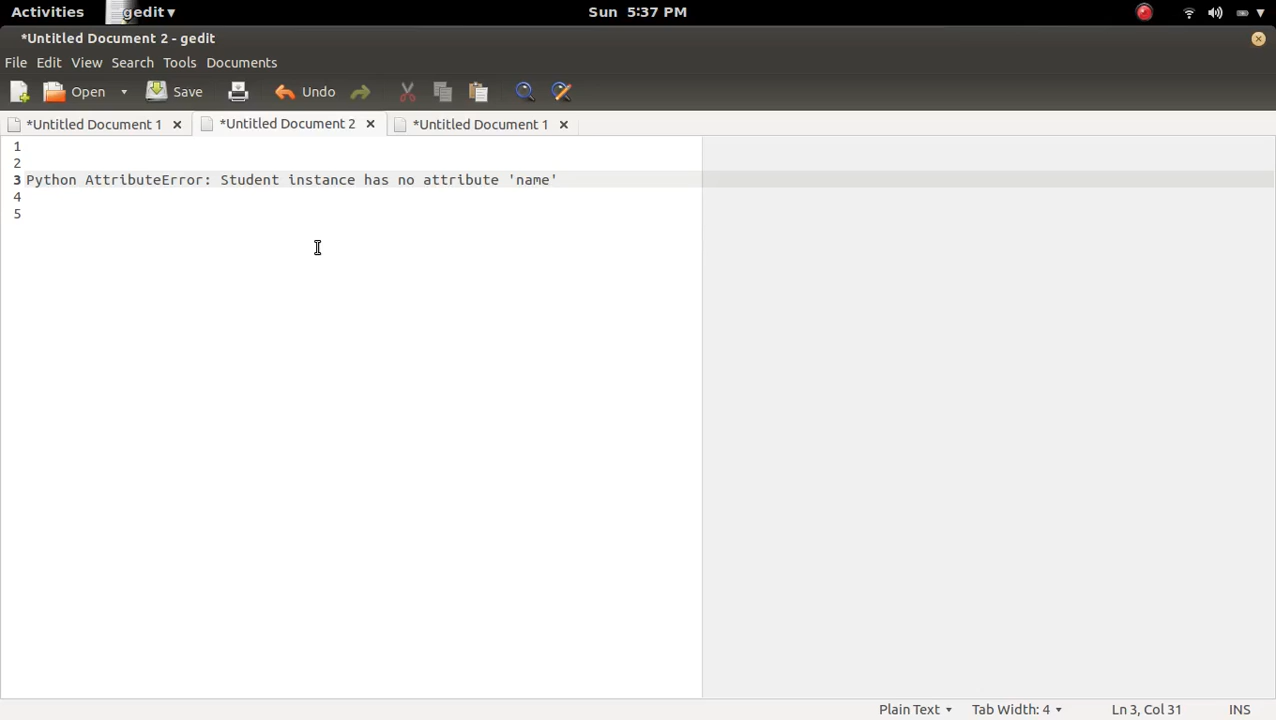 Activities gedit ▾ Sun 5:37 PM
*Untitled Document 2 - gedit
File Edit View Search Tools Documents
Open Save Undo
*Untitled Document 1 *Untitled Document 2 *Untitled Document 1
1
2
3 Python AttributeError: Student instance has no attribute 'name'
4
5
Plain Text Tab Width: 4 Ln 3, Col 31 INS